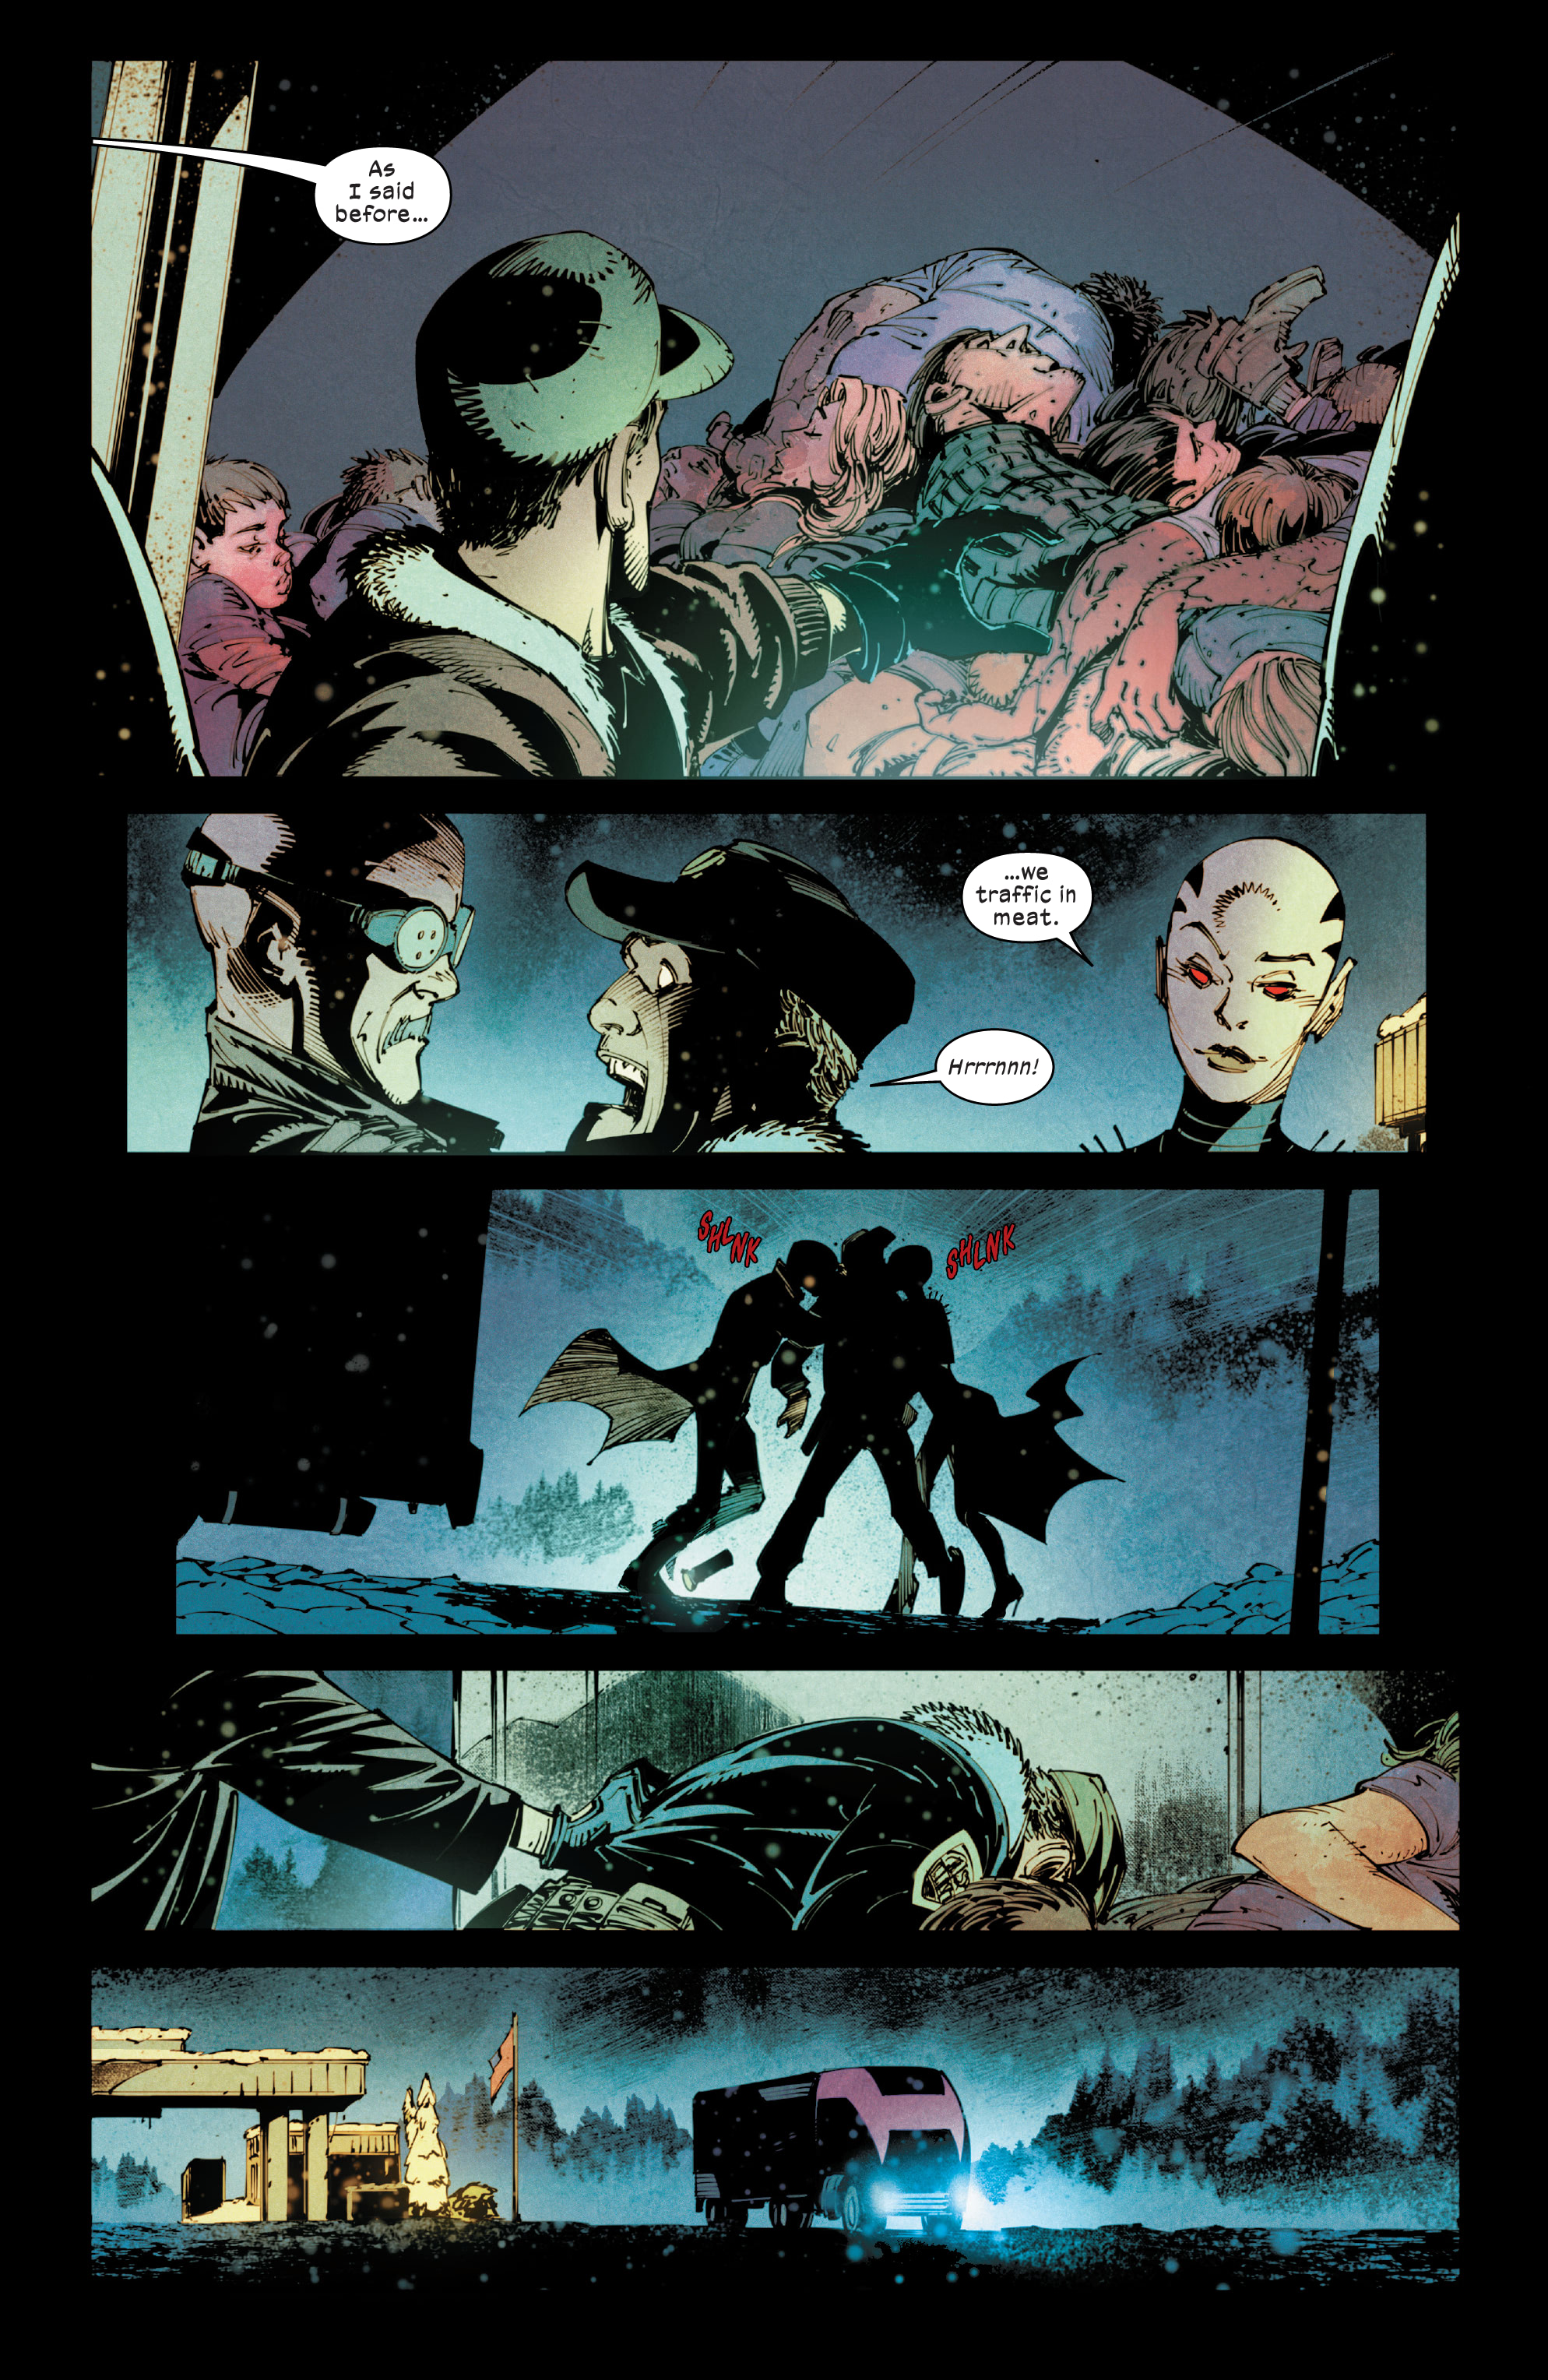 As
I said
before...
...we
traffic in
meat.
Hrrrnnn!
SHLNK
SHLNK